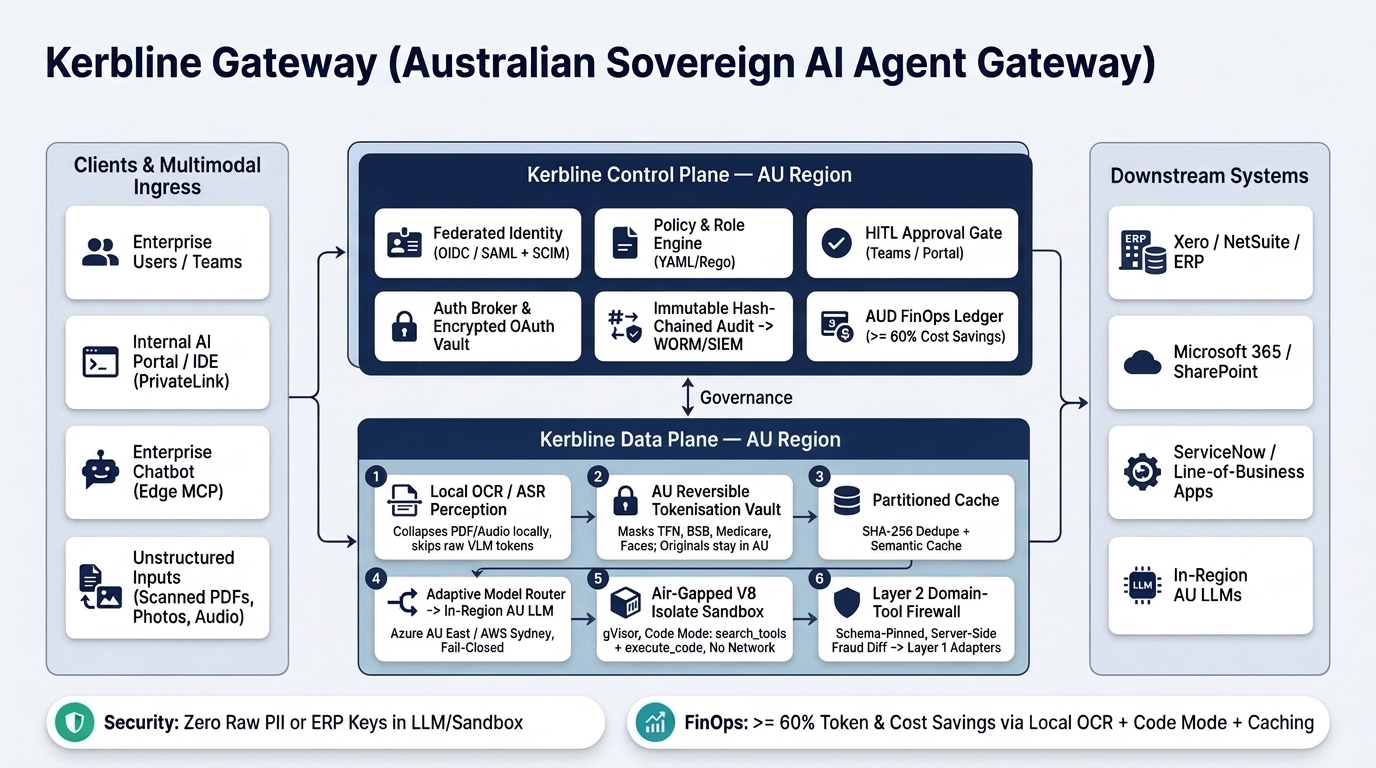 Kerbline Gateway (Australian Sovereign AI Agent Gateway)
Clients & Multimodal
Ingress
Enterprise
Users / Teams
Internal AI
Portal / IDE
(PrivateLink)
Enterprise
Chatbot
(Edge MCP)
Unstructured
Inputs
(Scanned PDFs,
Photos, Audio)
Kerbline Control Plane — AU Region
Federated Identity
(OIDC / SAML + SCIM)
Policy & Role
Engine
(YAML/Rego)
HITL Approval Gate
(Teams / Portal)
Auth Broker &
Encrypted OAuth
Vault
Immutable Hash-
Chained Audit ->
WORM/SIEM
AUD FinOps Ledger
(>= 60% Cost Savings)
Governance
Kerbline Data Plane — AU Region
1
Local OCR / ASR
Perception
Collapses PDF/Audio locally,
skips raw VLM tokens
2
AU Reversible
Tokenisation Vault
Masks TFN, BSB, Medicare,
Faces; Originals stay in AU
3
Partitioned Cache
SHA-256 Dedupe +
Semantic Cache
4
Adaptive Model Router
-> In-Region AU LLM
Azure AU East / AWS Sydney,
Fail-Closed
5
Air-Gapped V8
Isolate Sandbox
gVisor, Code Mode: search_tools
+ execute_code, No Network
6
Layer 2 Domain-
Tool Firewall
Schema-Pinned, Server-Side
Fraud Diff -> Layer 1 Adapters
Downstream Systems
ERP
Xero / NetSuite /
ERP
Microsoft 365 /
SharePoint
ServiceNow /
Line-of-Business
Apps
LLM
In-Region
AU LLMs
Security: Zero Raw PII or ERP Keys in LLM/Sandbox
FinOps: >= 60% Token & Cost Savings via Local OCR + Code Mode + Caching